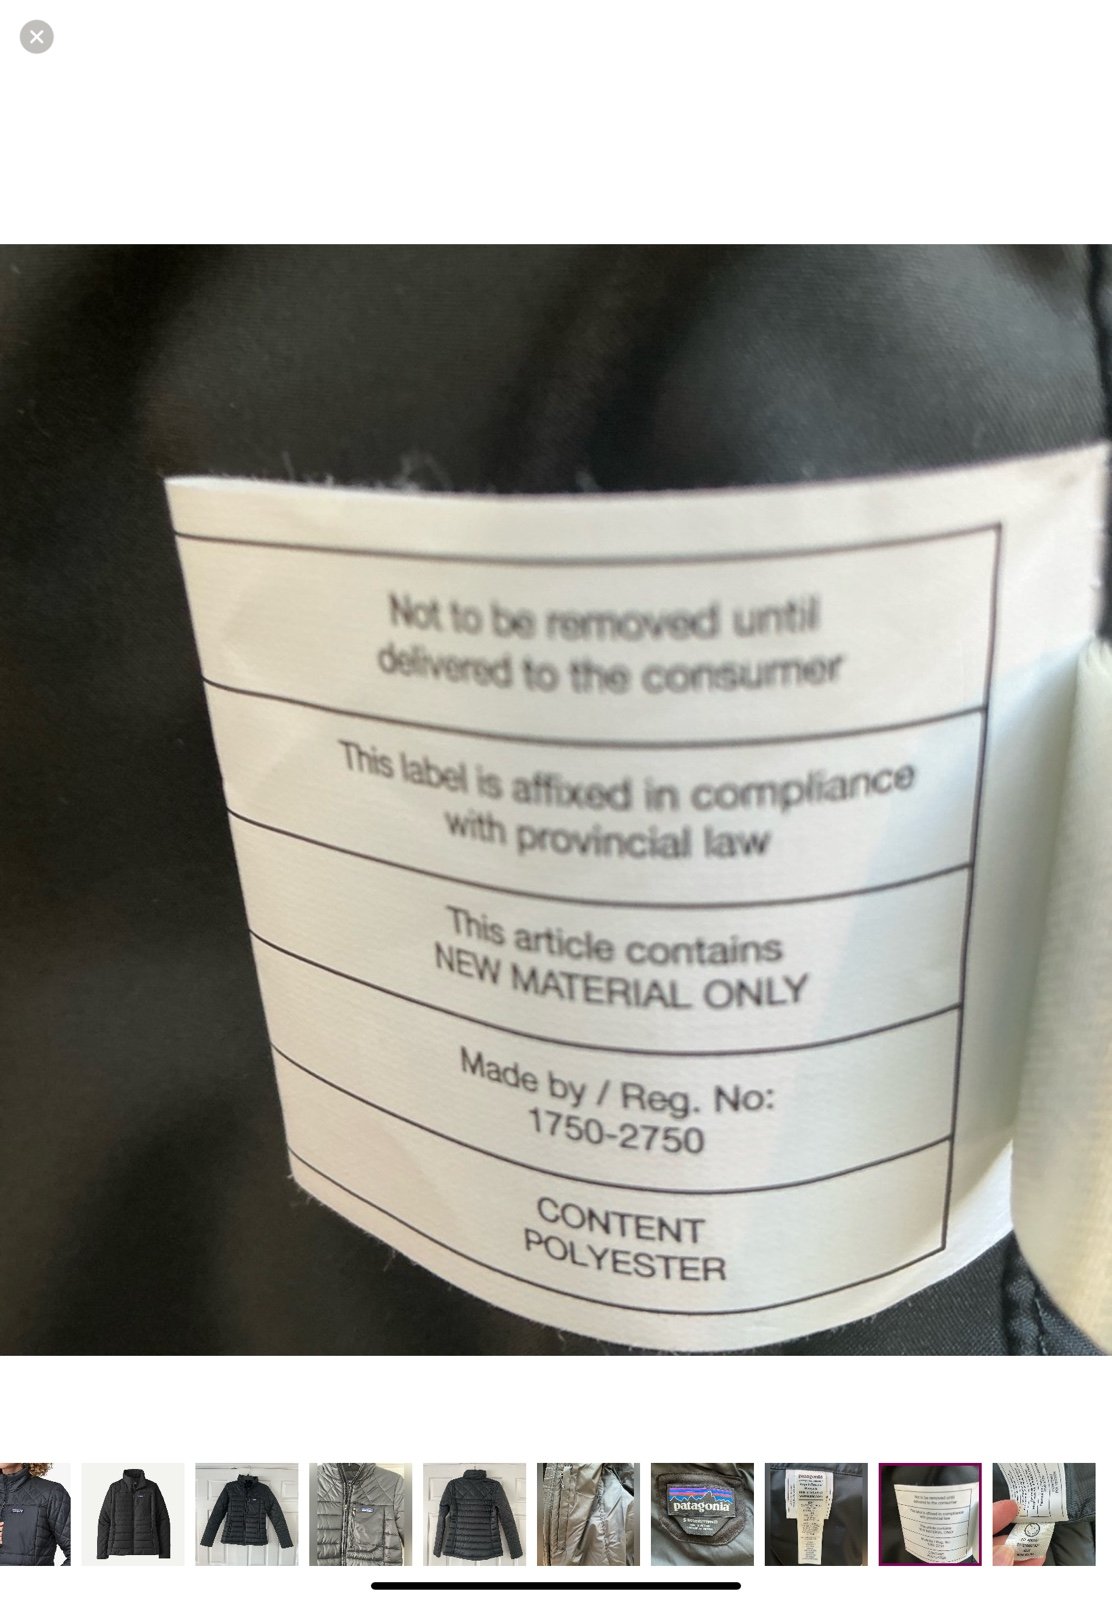 Not to be removed until
delivered to the consumer
This label is affixed in compliance
with provincial law
This article contains
NEW MATERIAL ONLY
Made by / Reg. No:
1750-2750
CONTENT
POLYESTER
patagonia